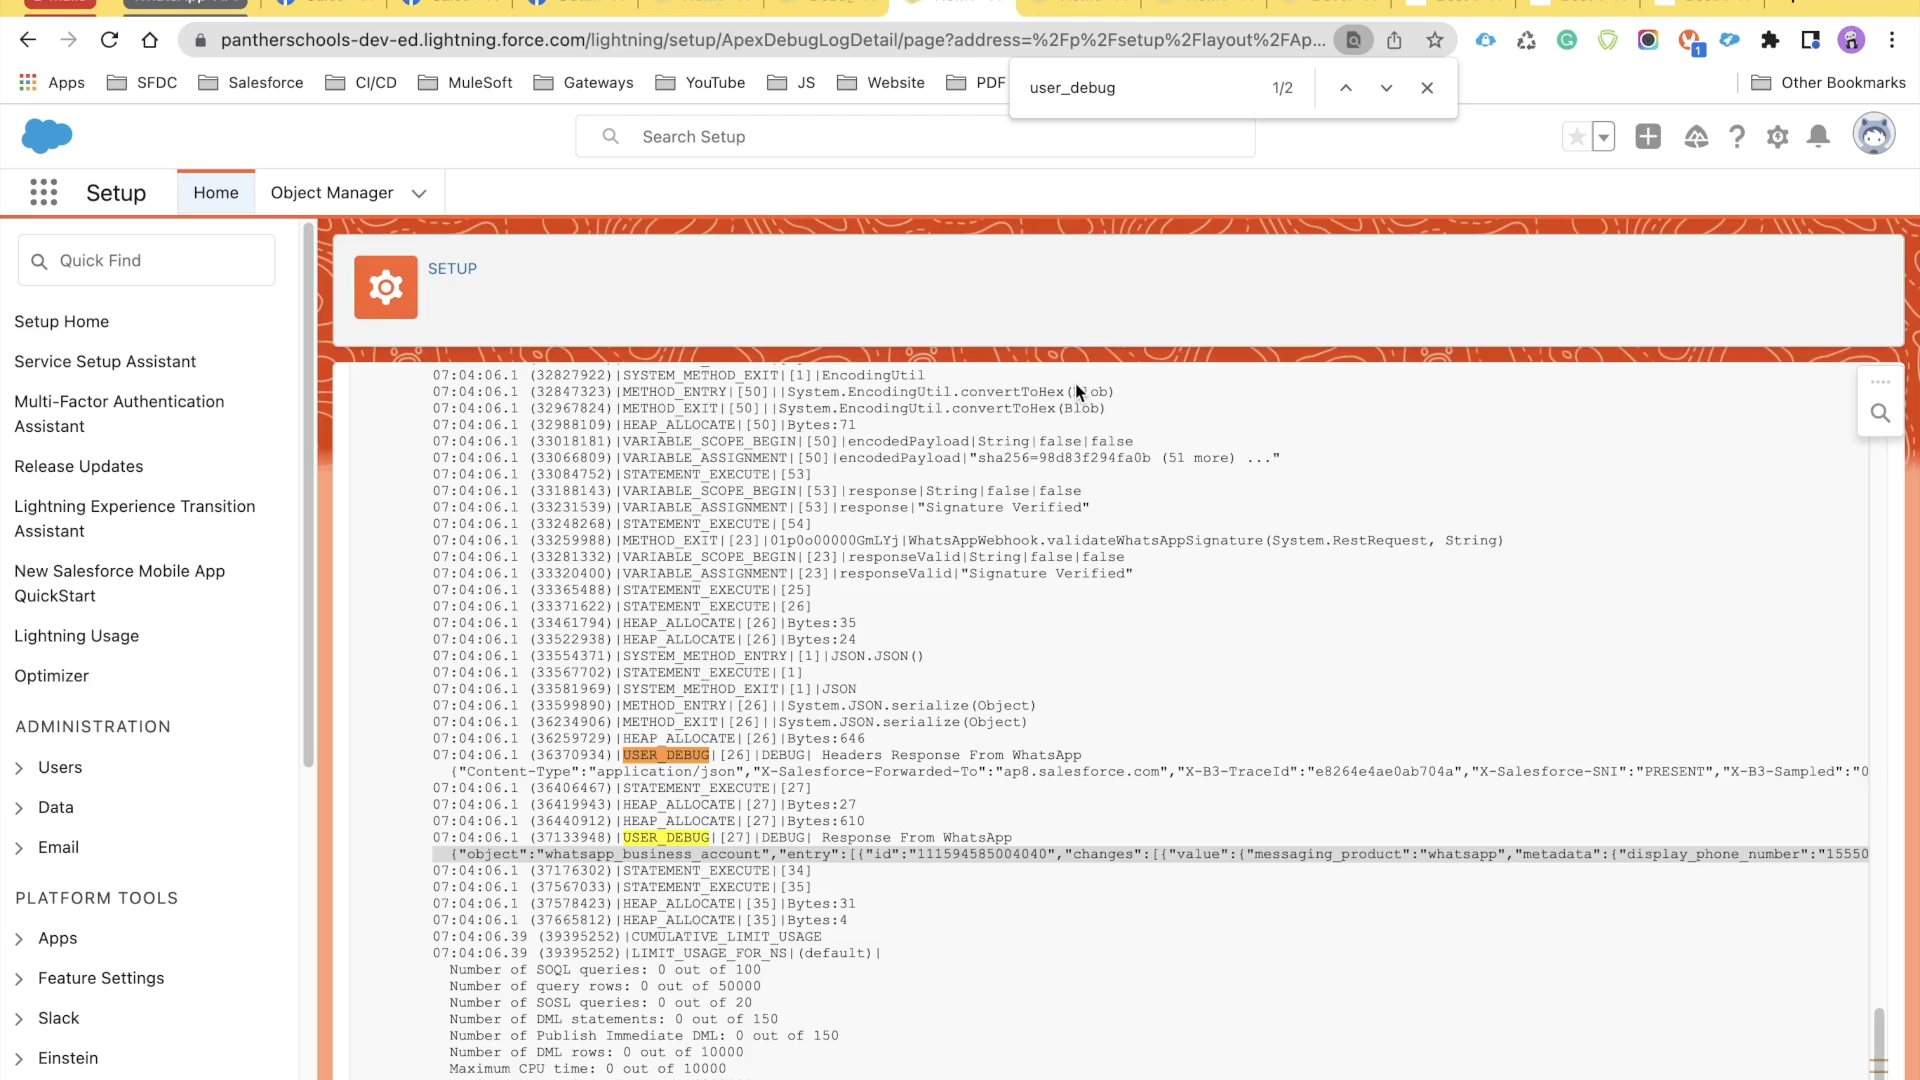 pantherschools-dev-ed.lightning.force.com/lightning/setup/ApexDebugLogDetail/page?address=%2Fp%2Fsetup%2Flayout%2FAp...
1
Apps SFDC Salesforce CI/CD MuleSoft Gateways YouTube JS Website PDF Other Bookmarks
user_debug 1/2
Search Setup
Setup Home Object Manager
Quick Find
SETUP
Setup Home
Service Setup Assistant
Multi-Factor Authentication
Assistant
Release Updates
Lightning Experience Transition
Assistant
New Salesforce Mobile App
QuickStart
Lightning Usage
Optimizer
ADMINISTRATION
Users
Data
Email
PLATFORM TOOLS
Apps
Feature Settings
Slack
Einstein
07:04:06.1 (32827922)|SYSTEM_METHOD_EXIT|[1]|EncodingUtil
07:04:06.1 (32847323)|METHOD_ENTRY|[50]||System.EncodingUtil.convertToHex(Blob)
07:04:06.1 (32967824)|METHOD_EXIT|[50]||System.EncodingUtil.convertToHex(Blob)
07:04:06.1 (32988109)|HEAP_ALLOCATE|[50]|Bytes:71
07:04:06.1 (33018181)|VARIABLE_SCOPE_BEGIN|[50]|encodedPayload|String|false|false
07:04:06.1 (33066809)|VARIABLE_ASSIGNMENT|[50]|encodedPayload|"sha256=98d83f294fa0b (51 more) ..."
07:04:06.1 (33084752)|STATEMENT_EXECUTE|[53]
07:04:06.1 (33188143)|VARIABLE_SCOPE_BEGIN|[53]|response|String|false|false
07:04:06.1 (33231539)|VARIABLE_ASSIGNMENT|[53]|response|"Signature Verified"
07:04:06.1 (33248268)|STATEMENT_EXECUTE|[54]
07:04:06.1 (33259988)|METHOD_EXIT|[23]|01p0o00000GmLYj|WhatsAppWebhook.validateWhatsAppSignature(System.RestRequest, String)
07:04:06.1 (33281332)|VARIABLE_SCOPE_BEGIN|[23]|responseValid|String|false|false
07:04:06.1 (33320400)|VARIABLE_ASSIGNMENT|[23]|responseValid|"Signature Verified"
07:04:06.1 (33365488)|STATEMENT_EXECUTE|[25]
07:04:06.1 (33371622)|STATEMENT_EXECUTE|[26]
07:04:06.1 (33461794)|HEAP_ALLOCATE|[26]|Bytes:35
07:04:06.1 (33522938)|HEAP_ALLOCATE|[26]|Bytes:24
07:04:06.1 (33554371)|SYSTEM_METHOD_ENTRY|[1]|JSON.JSON()
07:04:06.1 (33567702)|STATEMENT_EXECUTE|[1]
07:04:06.1 (33581969)|SYSTEM_METHOD_EXIT|[1]|JSON
07:04:06.1 (33599890)|METHOD_ENTRY|[26]||System.JSON.serialize(Object)
07:04:06.1 (36234906)|METHOD_EXIT|[26]||System.JSON.serialize(Object)
07:04:06.1 (36259729)|HEAP_ALLOCATE|[26]|Bytes:646
07:04:06.1 (36370934)|USER_DEBUG|[26]|DEBUG| Headers Response From WhatsApp
{"Content-Type":"application/json","X-Salesforce-Forwarded-To":"ap8.salesforce.com","X-B3-TraceId":"e8264e4ae0ab704a","X-Salesforce-SNI":"PRESENT","X-B3-Sampled":"0
07:04:06.1 (36406467)|STATEMENT_EXECUTE|[27]
07:04:06.1 (36419943)|HEAP_ALLOCATE|[27]|Bytes:27
07:04:06.1 (36440912)|HEAP_ALLOCATE|[27]|Bytes:610
07:04:06.1 (37133948)|USER_DEBUG|[27]|DEBUG| Response From WhatsApp
{"object":"whatsapp_business_account","entry":[{"id":"111594585004040","changes":[{"value":{"messaging_product":"whatsapp","metadata":{"display_phone_number":"15550
07:04:06.1 (37176302)|STATEMENT_EXECUTE|[34]
07:04:06.1 (37567033)|STATEMENT_EXECUTE|[35]
07:04:06.1 (37578423)|HEAP_ALLOCATE|[35]|Bytes:31
07:04:06.1 (37665812)|HEAP_ALLOCATE|[35]|Bytes:4
07:04:06.39 (39395252)|CUMULATIVE_LIMIT_USAGE
07:04:06.39 (39395252)|LIMIT_USAGE_FOR_NS|(default)|
Number of SOQL queries: 0 out of 100
Number of query rows: 0 out of 50000
Number of SOSL queries: 0 out of 20
Number of DML statements: 0 out of 150
Number of Publish Immediate DML: 0 out of 150
Number of DML rows: 0 out of 10000
Maximum CPU time: 0 out of 10000